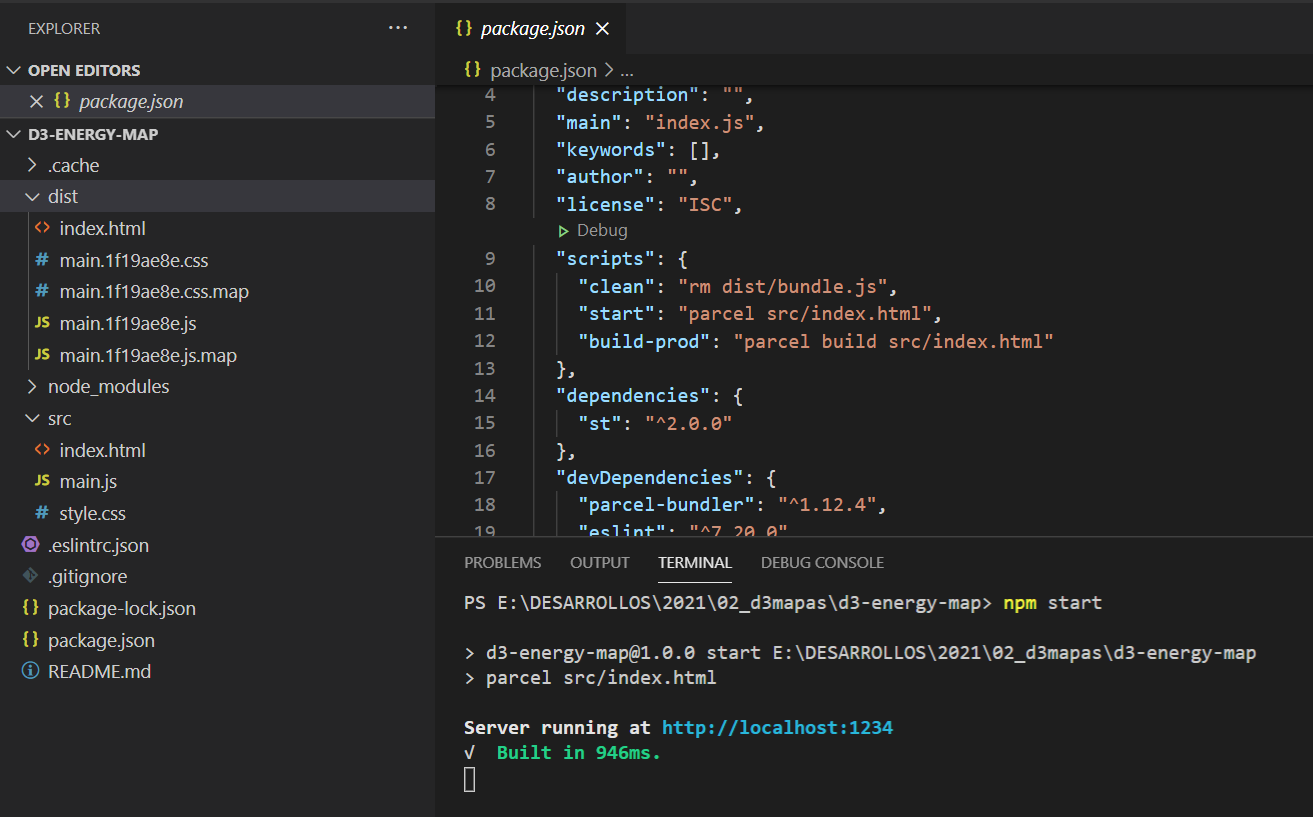 EXPLORER
OPEN EDITORS
package.json
D3-ENERGY-MAP
.cache
dist
index.html
main.1f19ae8e.css
main.1f19ae8e.css.map
main.1f19ae8e.js
main.1f19ae8e.js.map
node_modules
src
index.html
main.js
style.css
.eslintrc.json
.gitignore
package-lock.json
package.json
README.md
{} package.json
{} package.json > ...
4 "description": "",
5 "main": "index.js",
6 "keywords": [],
7 "author": "",
8 "license": "ISC",
Debug
9 "scripts": {
10 "clean": "rm dist/bundle.js",
11 "start": "parcel src/index.html",
12 "build-prod": "parcel build src/index.html"
13 },
14 "dependencies": {
15 "st": "^2.0.0"
16 },
17 "devDependencies": {
18 "parcel-bundler": "^1.12.4",
19 "eslint": "^7.20.0"
PROBLEMS OUTPUT TERMINAL DEBUG CONSOLE
PS E:\DESARROLLOS\2021\02_d3mapas\d3-energy-map> npm start
> d3-energy-map@1.0.0 start E:\DESARROLLOS\2021\02_d3mapas\d3-energy-map
> parcel src/index.html
Server running at http://localhost:1234
√ Built in 946ms.